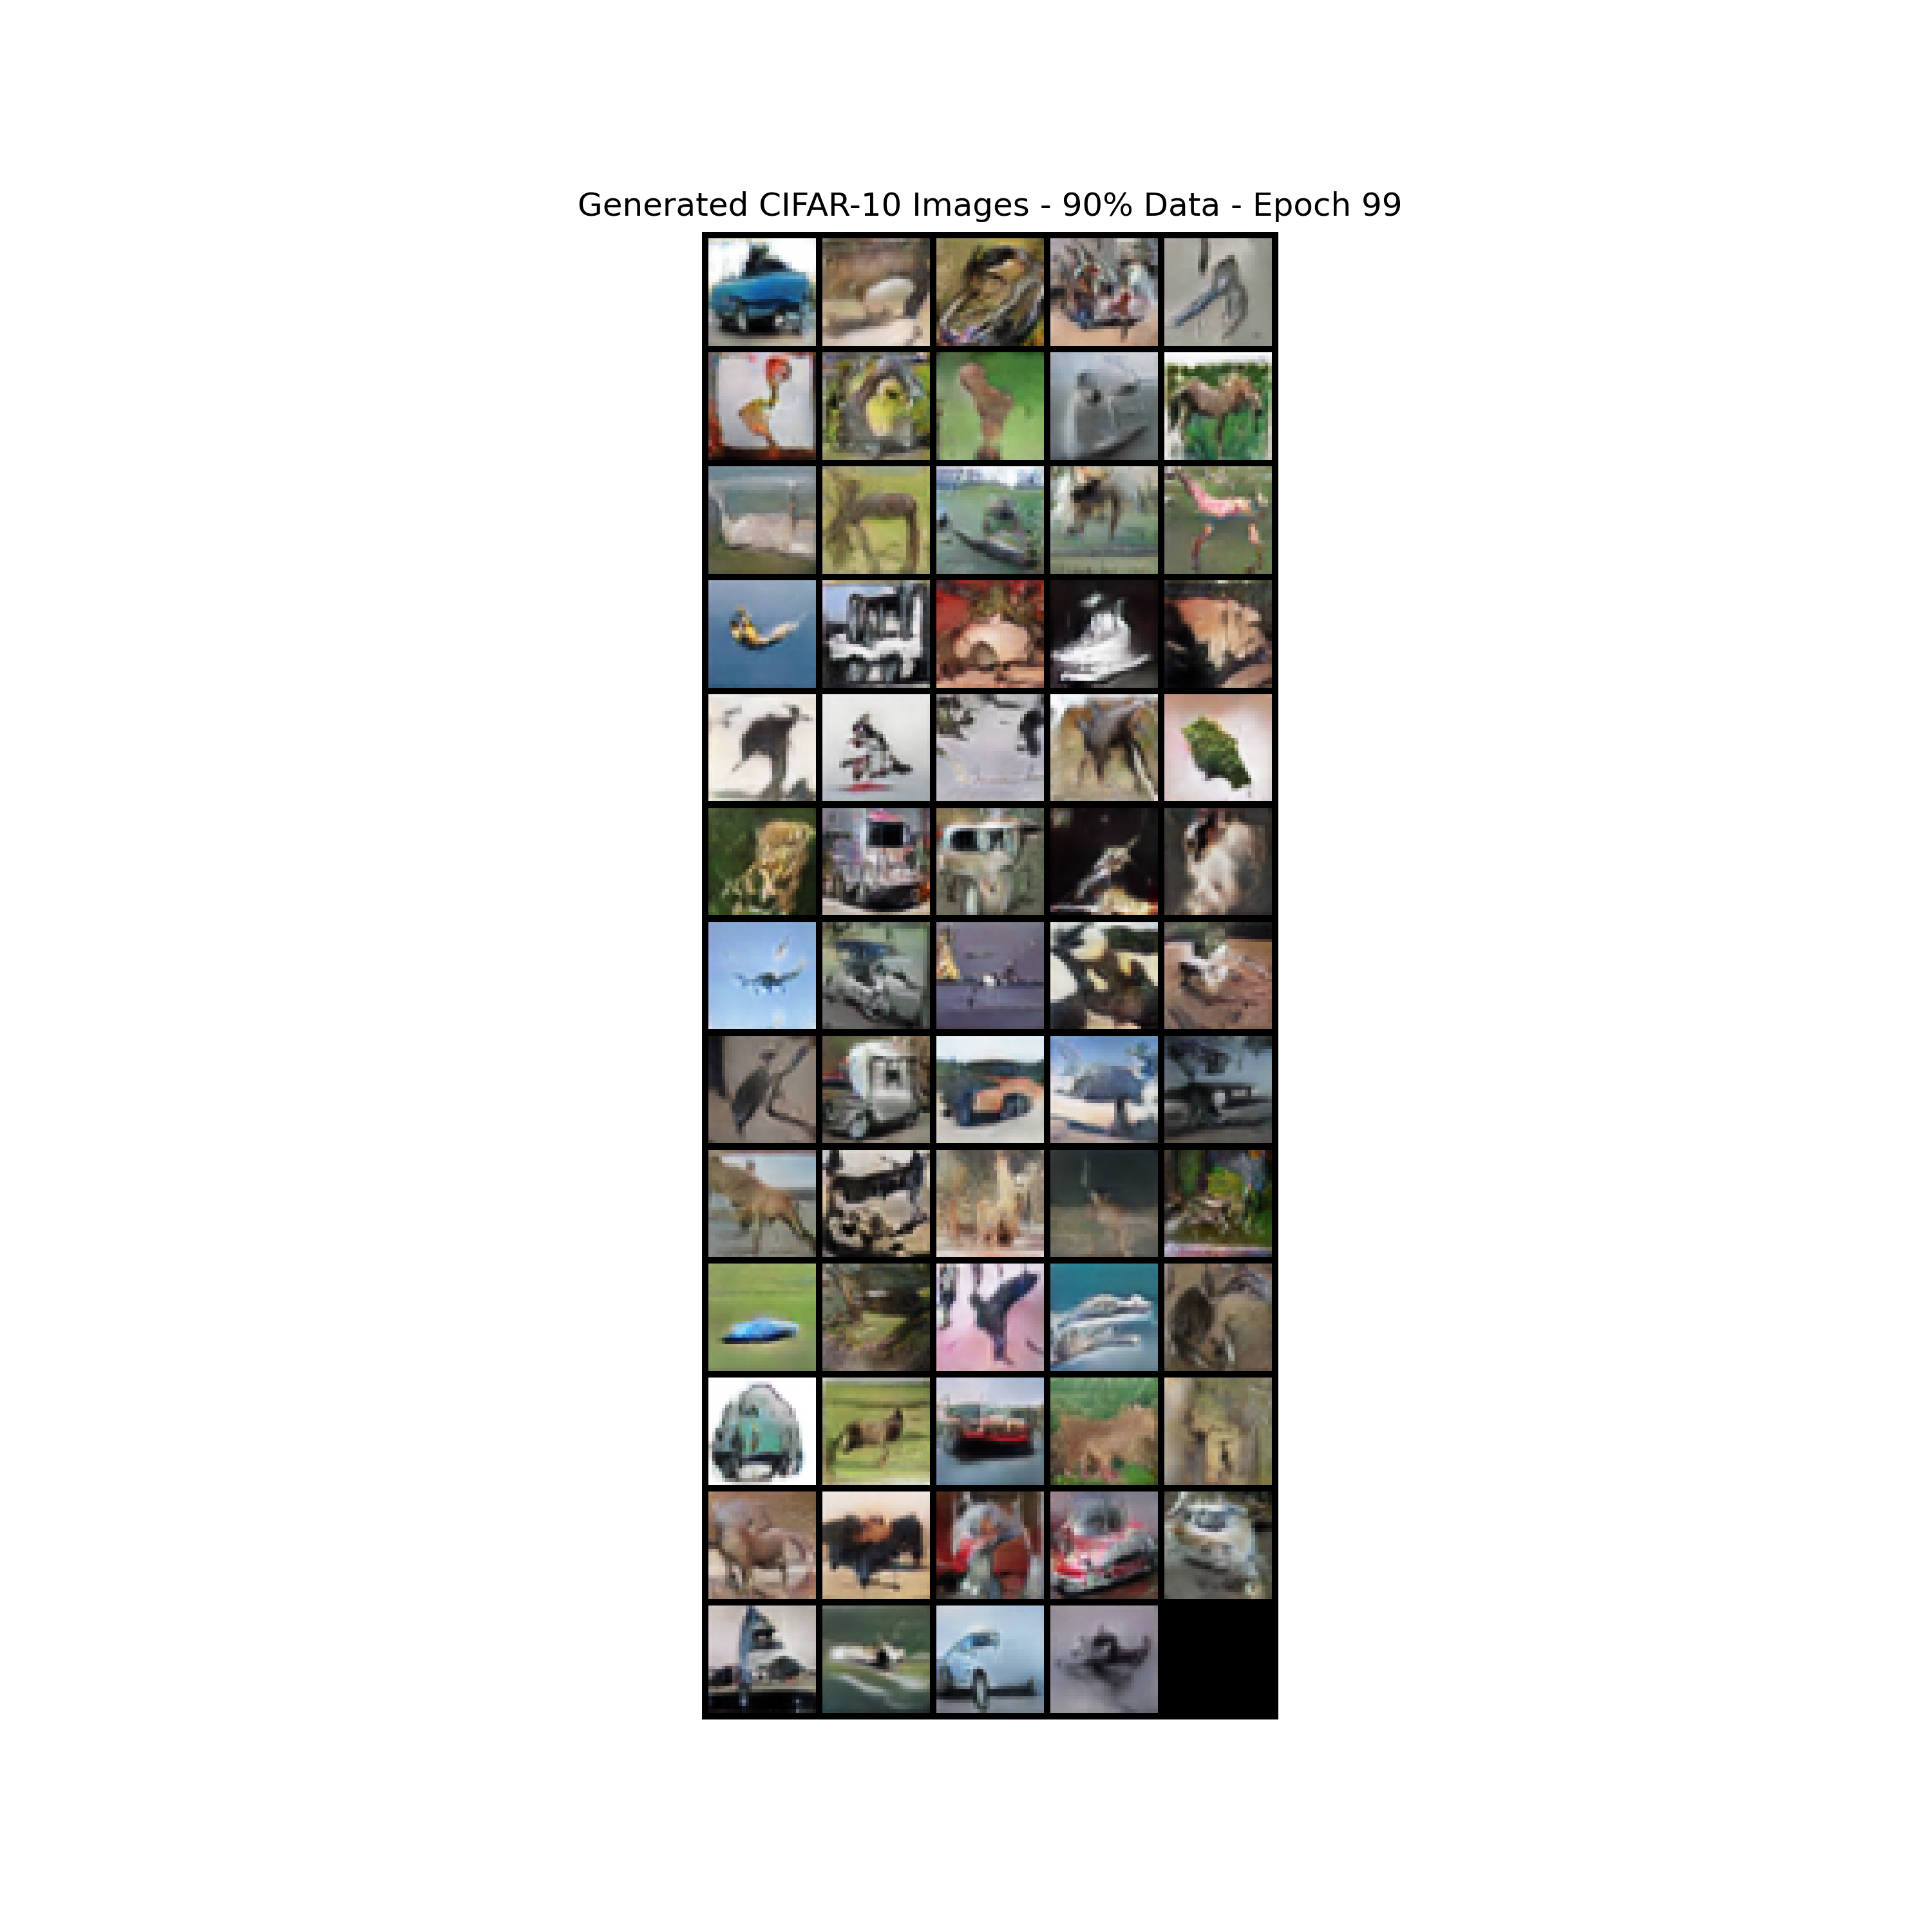 Generated CIFAR-10 Images - 90% Data - Epoch 99